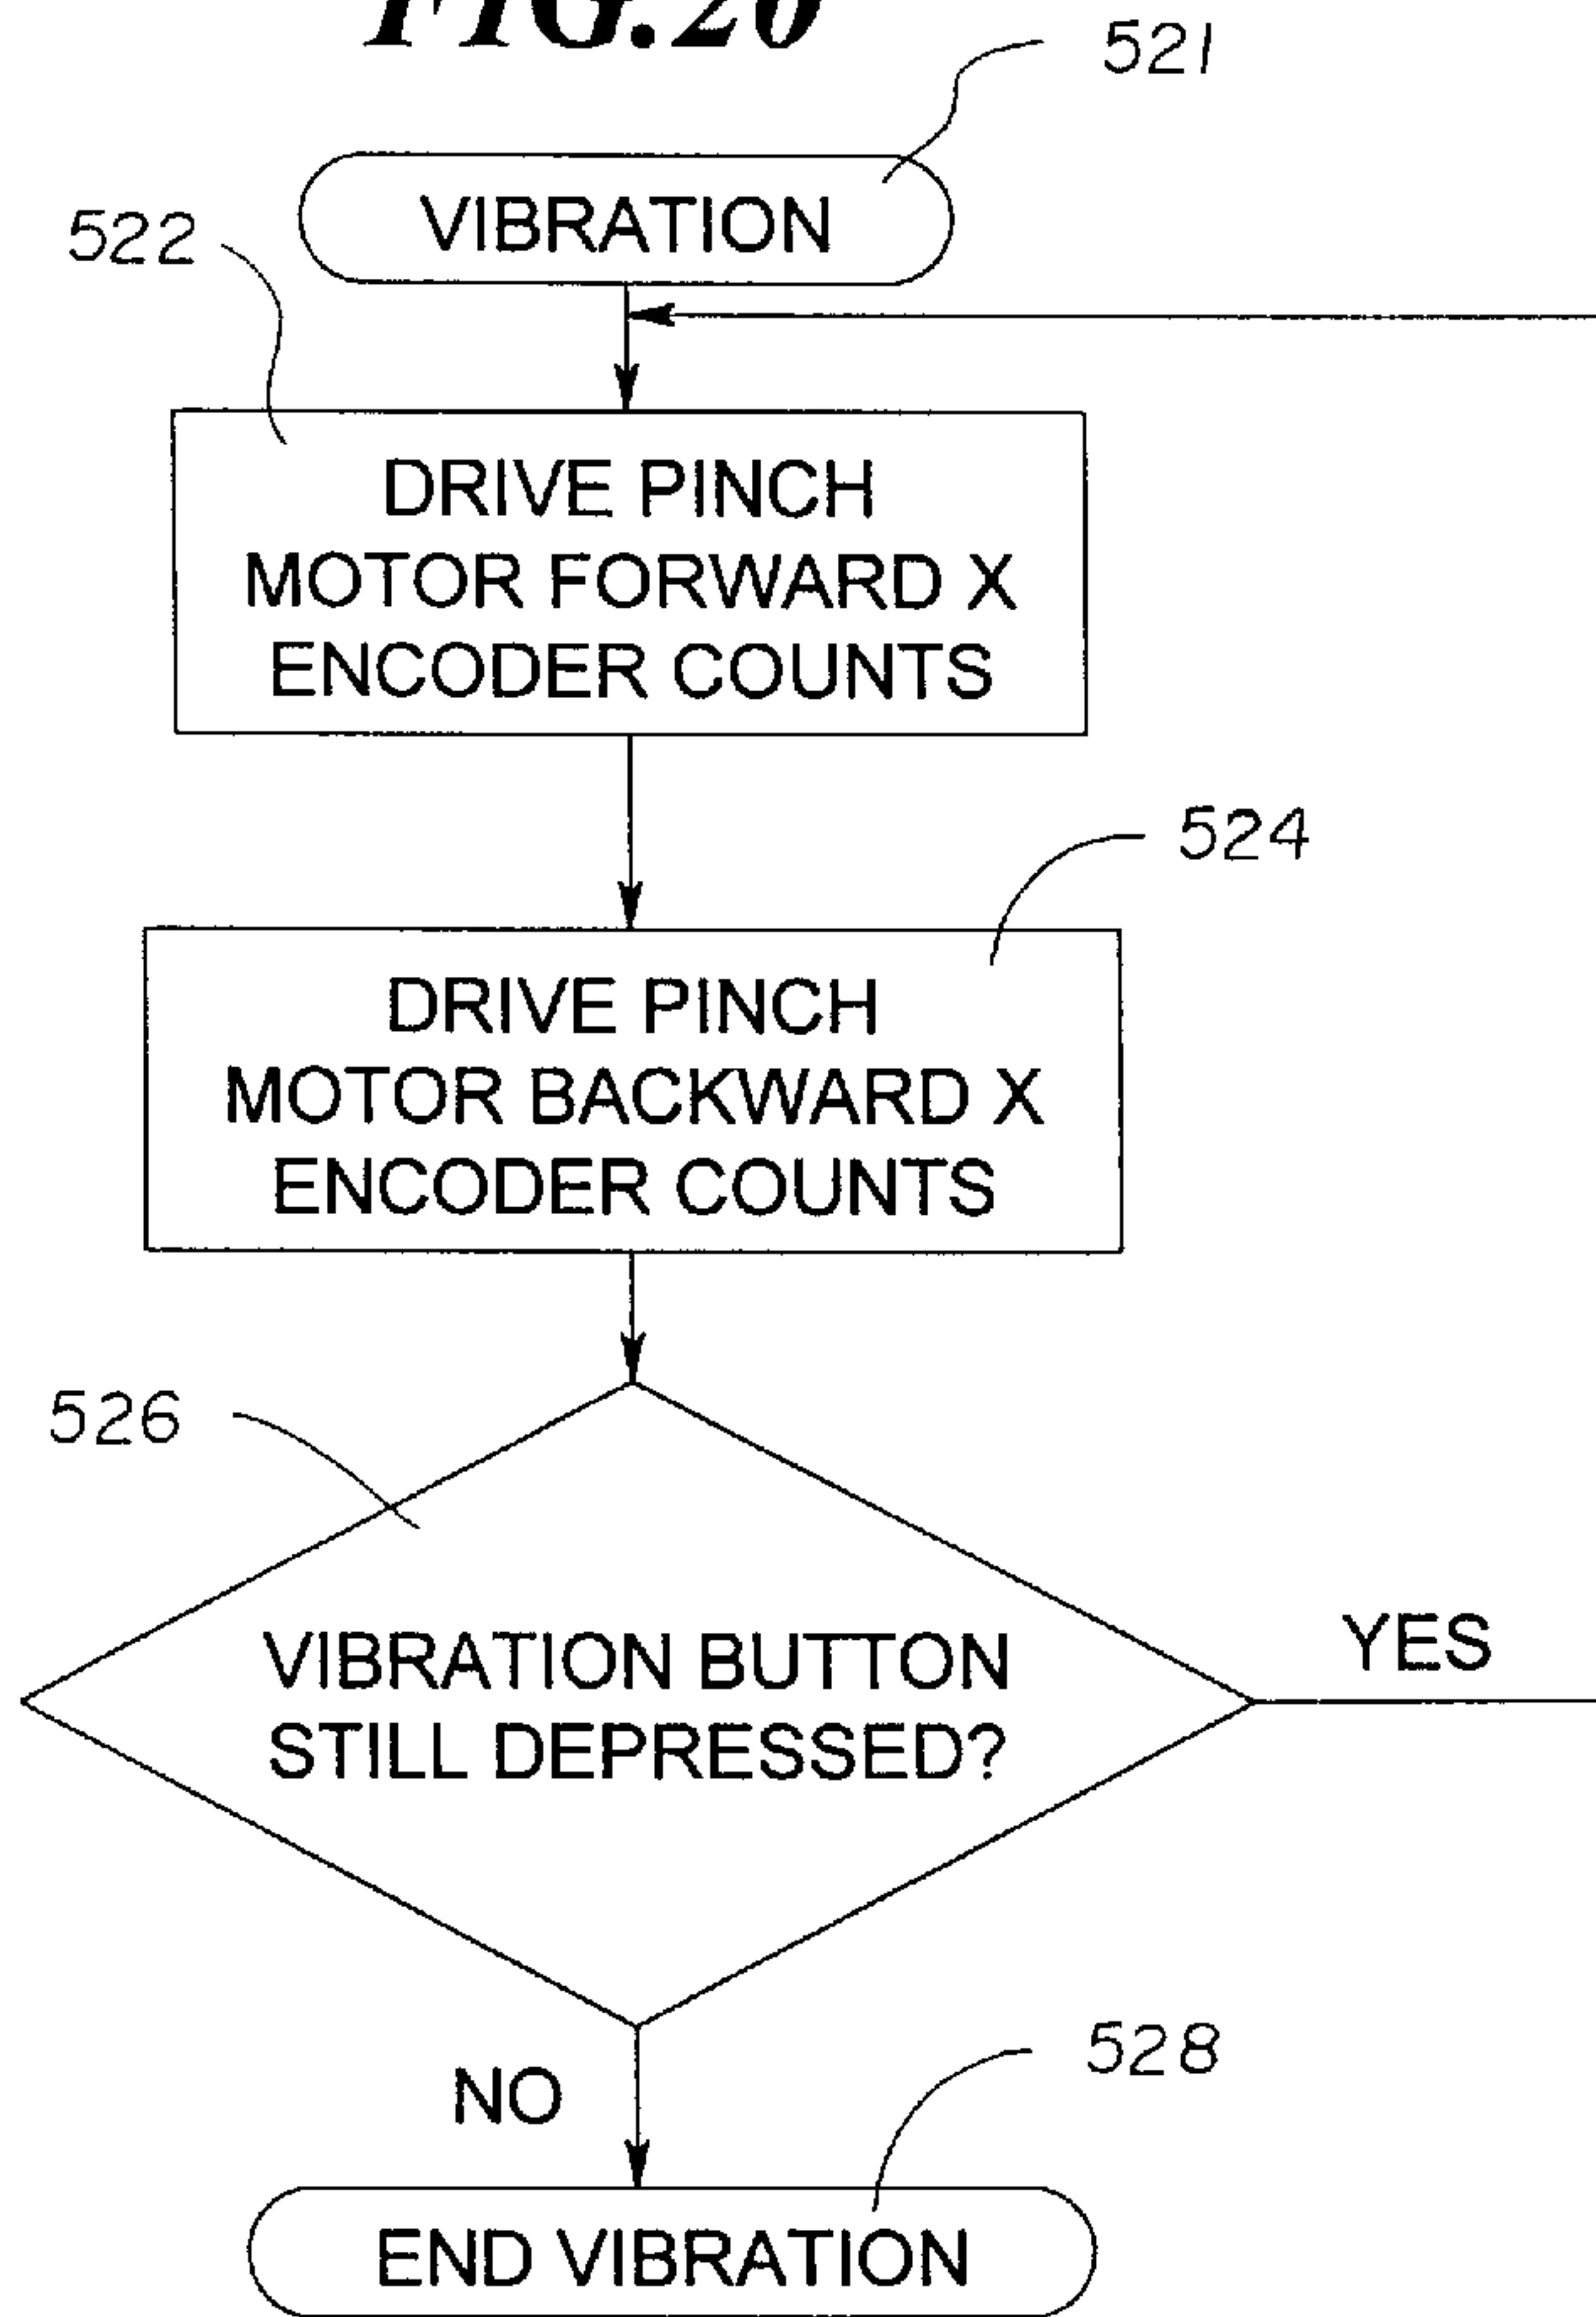 FIG.20
521
VIBRATION
522
DRIVE PINCH
MOTOR FORWARD X
ENCODER COUNTS
524
DRIVE PINCH
MOTOR BACKWARD X
ENCODER COUNTS
526
VIBRATION BUTTON
STILL DEPRESSED?
YES
NO
528
END VIBRATION